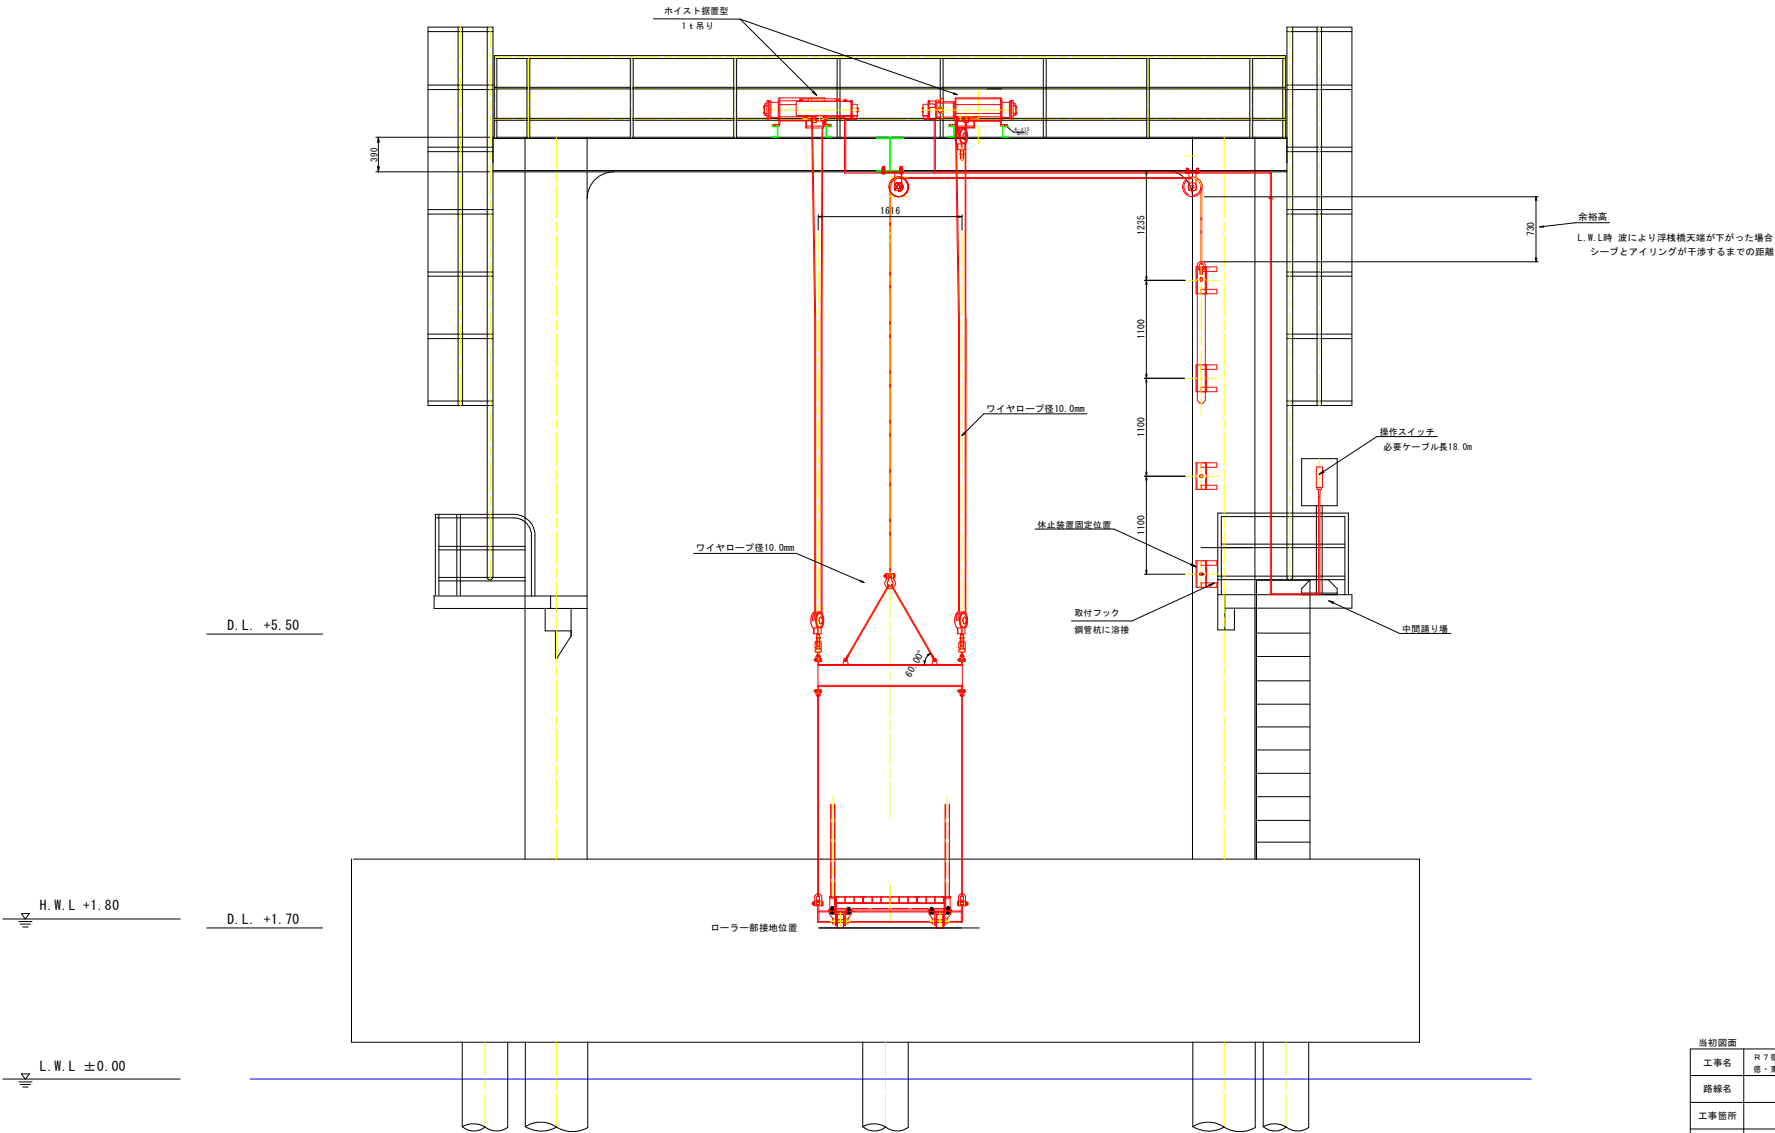 ホイスト据置型
1t吊り
390
1616
1235
730
余裕高
L.W.L時 波により浮桟橋天端が下がった場合
シーブとアイリングが干渉するまでの距離
1100
ワイヤロープ径10.0mm
1100
操作スイッチ
必要ケーブル長18.0m
休止装置固定位置
1100
ワイヤロープ径10.0mm
取付フック
鋼管杭に溶接
中間踊り場
D.L. +5.50
60.00°
H.W.L +1.80
D.L. +1.70
ローラー部接地位置
L.W.L ±0.00
当初図面
工事名
R7徳
徳・東
路線名
工事箇所